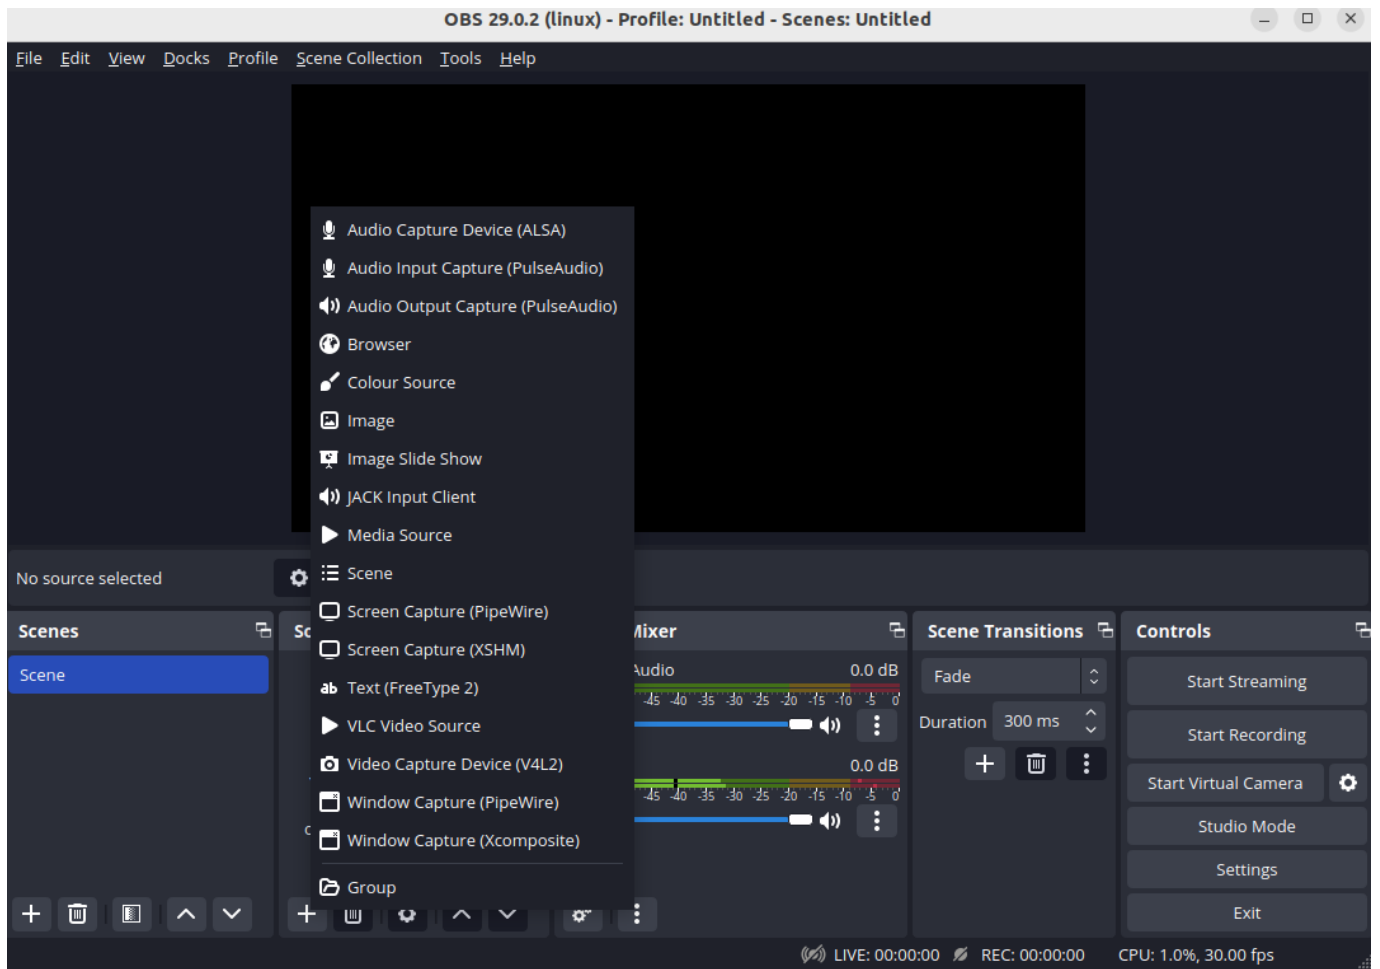 OBS 29.0.2 (linux) - Profile: Untitled - Scenes: Untitled
File Edit View Docks Profile Scene Collection Tools Help
Audio Capture Device (ALSA)
Audio Input Capture (PulseAudio)
Audio Output Capture (PulseAudio)
Browser
Colour Source
Image
Image Slide Show
JACK Input Client
Media Source
Scene
Screen Capture (PipeWire)
Screen Capture (XSHM)
Text (FreeType 2)
VLC Video Source
Video Capture Device (V4L2)
Window Capture (PipeWire)
Window Capture (Xcomposite)
Group
No source selected
Scenes
Scene
So
Mixer
Audio 0.0 dB
-45 -40 -35 -30 -25 -20 -15 -10 -5 0
0.0 dB
-45 -40 -35 -30 -25 -20 -15 -10 -5 0
Scene Transitions
Fade
Duration 300 ms
Controls
Start Streaming
Start Recording
Start Virtual Camera
Studio Mode
Settings
Exit
LIVE: 00:00:00 REC: 00:00:00 CPU: 1.0%, 30.00 fps